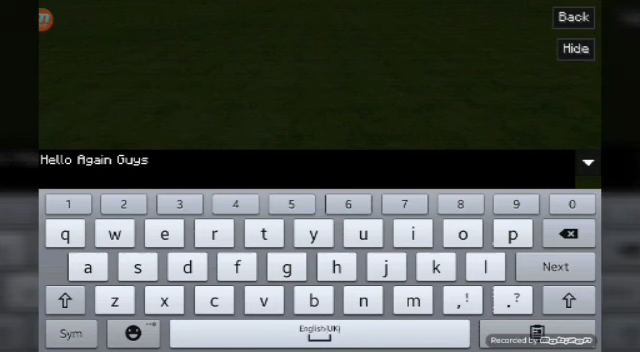 Back
Hide
Hello Again Guys
1 2 3 4 5 6 7 8 9 0
q w e r t y u i o p
a s d f g h j k l Next
z x c v b n m ,! .?
Sym English(UK)
Recorded by